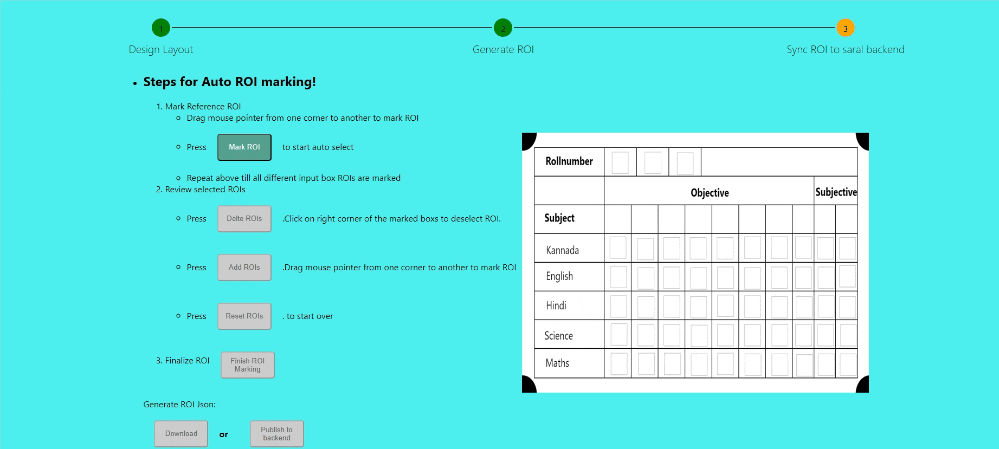 1 2 3
Design Layout Generate ROI Sync ROI to saral backend
Steps for Auto ROI marking!
1. Mark Reference ROI
Drag mouse pointer from one corner to another to mark ROI
Press Mark ROI to start auto select
Repeat above till all different input box ROIs are marked
2. Review selected ROIs
Press Delte ROIs .Click on right corner of the marked boxs to deselect ROI.
Press Add ROIs .Drag mouse pointer from one corner to another to mark ROI
Press Reset ROIs . to start over
3. Finalize ROI Finish ROI
Marking
Generate ROI Json:
Download or Publish to
backend
Rollnumber
Objective Subjective
Subject
Kannada
English
Hindi
Science
Maths